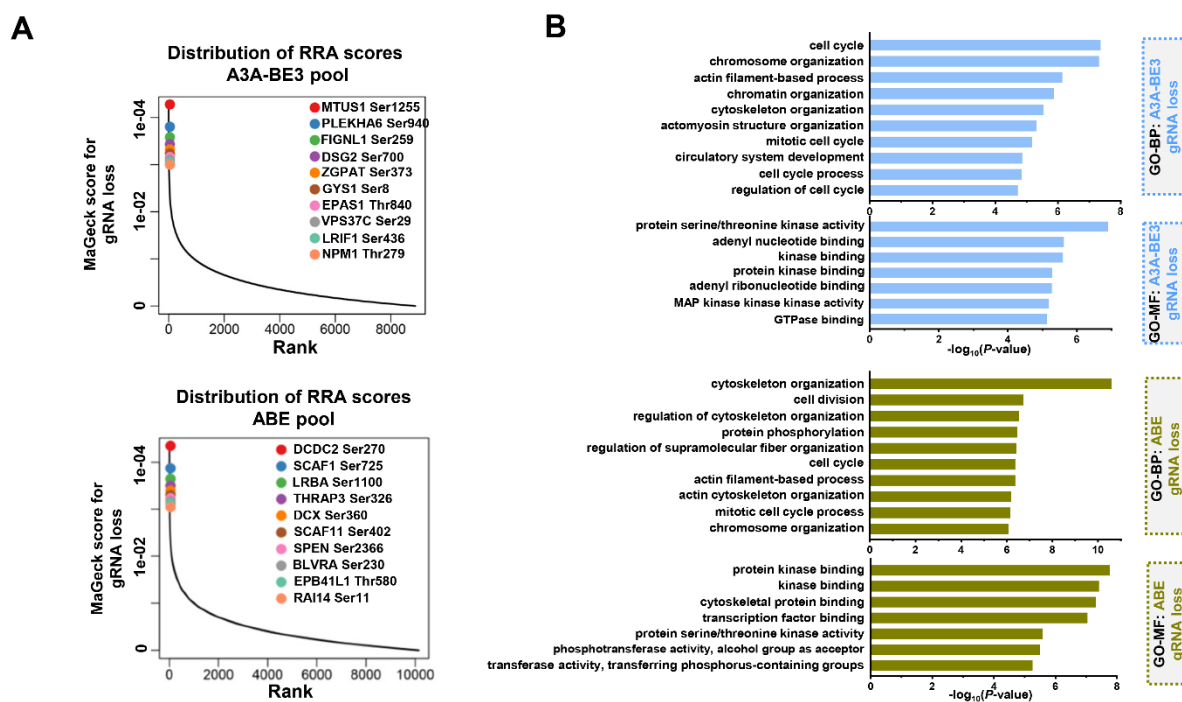 A
Distribution of RRA scores
A3A-BE3 pool
MaGeck score for
gRNA loss
1e-04
1e-02
0
MTUS1 Ser1255
PLEKHA6 Ser940
FIGNL1 Ser259
DSG2 Ser700
ZGPAT Ser373
GYS1 Ser8
EPAS1 Thr840
VPS37C Ser29
LRIF1 Ser436
NPM1 Thr279
0 2000 4000 6000 8000
Rank
Distribution of RRA scores
ABE pool
MaGeck score for
gRNA loss
1e-04
1e-02
0
DCDC2 Ser270
SCAF1 Ser725
LRBA Ser1100
THRAP3 Ser326
DCX Ser360
SCAF11 Ser402
SPEN Ser2366
BLVRA Ser230
EPB41L1 Thr580
RAI14 Ser11
0 2000 4000 6000 8000 10000
Rank
B
cell cycle
chromosome organization
actin filament-based process
chromatin organization
cytoskeleton organization
actomyosin structure organization
mitotic cell cycle
circulatory system development
cell cycle process
regulation of cell cycle
0 2 4 6 8
GO-BP: A3A-BE3
gRNA loss
protein serine/threonine kinase activity
adenyl nucleotide binding
kinase binding
protein kinase binding
adenyl ribonucleotide binding
MAP kinase kinase kinase activity
GTPase binding
0 2 4 6
-log10(P-value)
GO-MF: A3A-BE3
gRNA loss
cytoskeleton organization
cell division
regulation of cytoskeleton organization
protein phosphorylation
regulation of supramolecular fiber organization
cell cycle
actin filament-based process
actin cytoskeleton organization
mitotic cell cycle process
chromosome organization
0 2 4 6 8 10
GO-BP: ABE
gRNA loss
protein kinase binding
kinase binding
cytoskeletal protein binding
transcription factor binding
protein serine/threonine kinase activity
phosphotransferase activity, alcohol group as acceptor
transferase activity, transferring phosphorus-containing groups
0 2 4 6 8
-log10(P-value)
GO-MF: ABE
gRNA loss